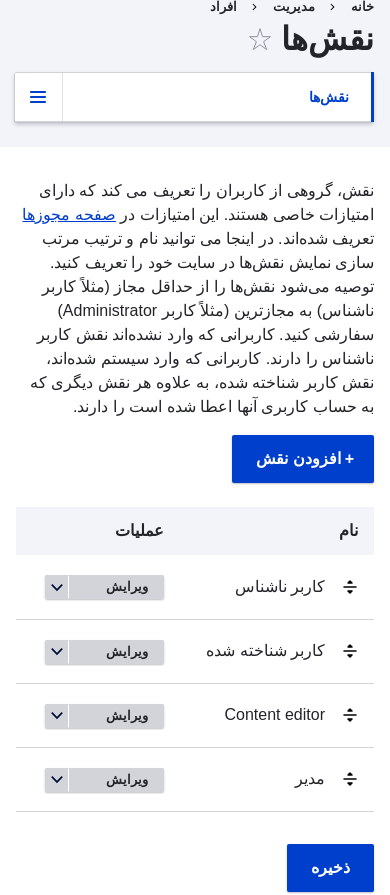 خانه › مدیریت › افراد
نقش‌ها
نقش‌ها
نقش، گروهی از کاربران را تعریف می کند که دارای
امتیازات خاصی هستند. این امتیازات در صفحه مجوزها
تعریف شده‌اند. در اینجا می توانید نام و ترتیب مرتب
سازی نمایش نقش‌ها در سایت خود را تعریف کنید.
توصیه می‌شود نقش‌ها را از حداقل مجاز (مثلاً کاربر
ناشناس) به مجازترین (مثلاً کاربر Administrator)
سفارشی کنید. کاربرانی که وارد نشده‌اند نقش کاربر
ناشناس را دارند. کاربرانی که وارد سیستم شده‌اند،
نقش کاربر شناخته شده، به علاوه هر نقش دیگری که
به حساب کاربری آنها اعطا شده است را دارند.
+ افزودن نقش
نام عملیات
کاربر ناشناس ویرایش
کاربر شناخته شده ویرایش
Content editor ویرایش
مدیر ویرایش
ذخیره